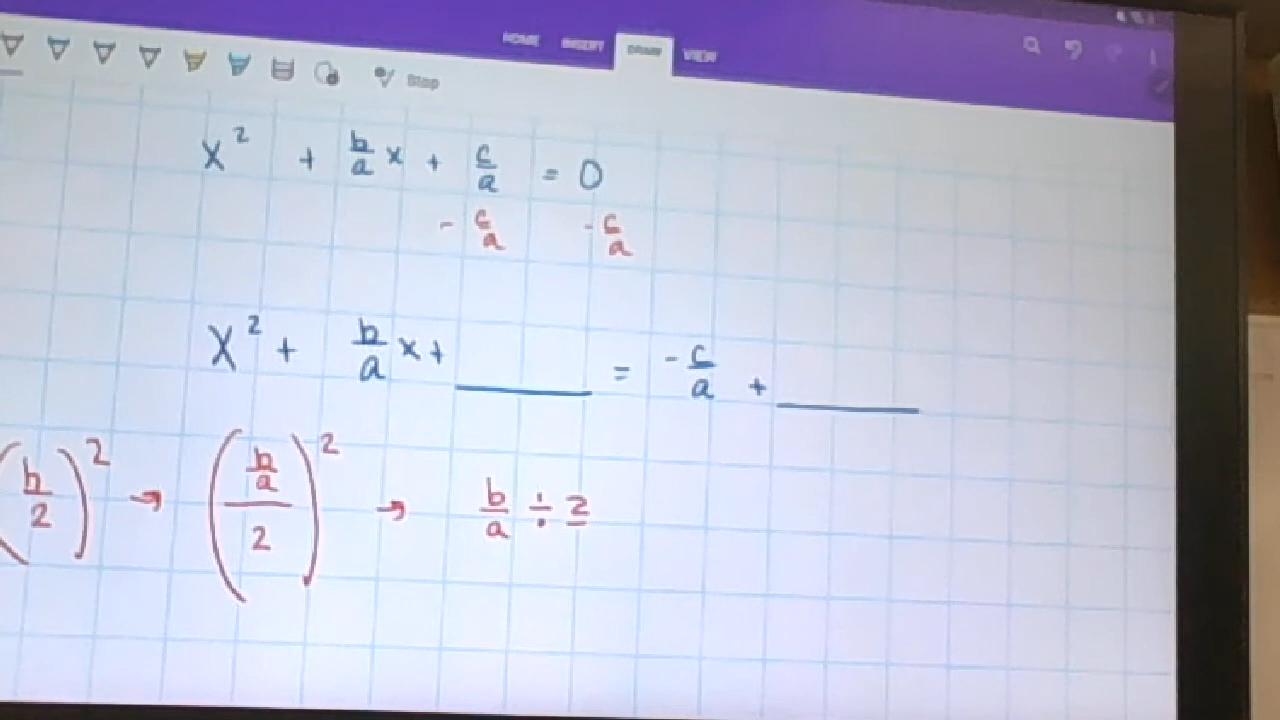 HOME INSERT DRAW VIEW
Stop
x² + b/a x + c/a = 0
- c/a - c/a
x² + b/a x + ____ = - c/a + ____
(b/2)² → ((b/a)/2)² → b/a ÷ 2